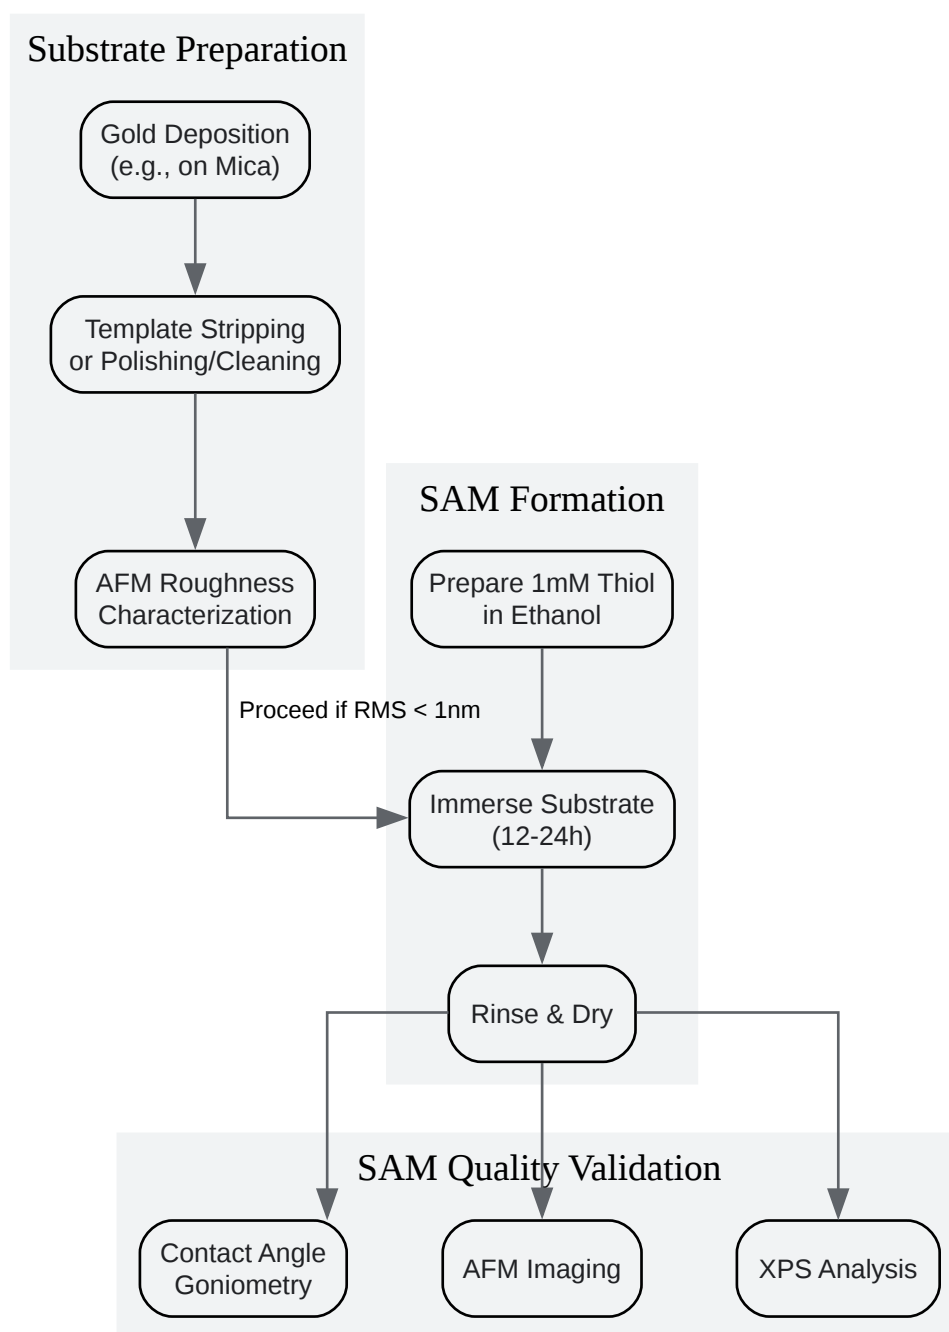 Substrate Preparation
Gold Deposition
(e.g., on Mica)
Template Stripping
or Polishing/Cleaning
AFM Roughness
Characterization
Proceed if RMS < 1nm
SAM Formation
Prepare 1mM Thiol
in Ethanol
Immerse Substrate
(12-24h)
Rinse & Dry
SAM Quality Validation
Contact Angle
Goniometry
AFM Imaging
XPS Analysis